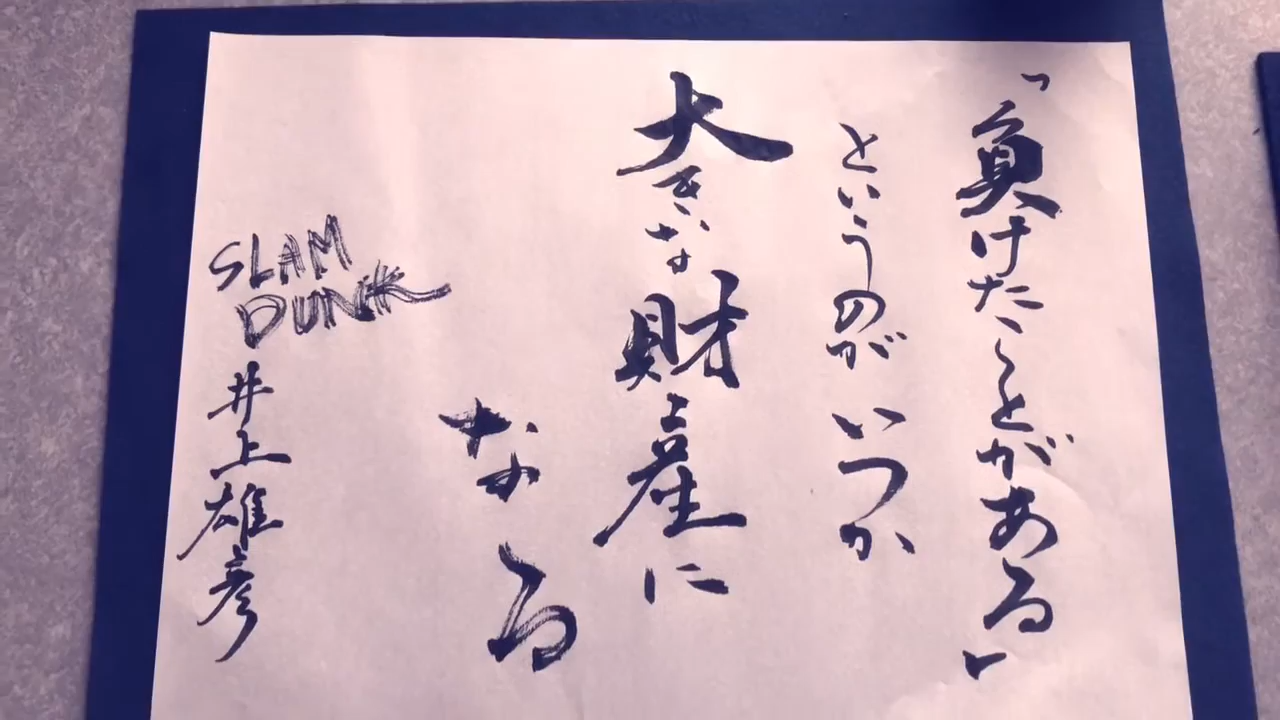 「負けたことがある」
というのが いつか
大きな財産に
なる
SLAM
DUNK
井上雄彦